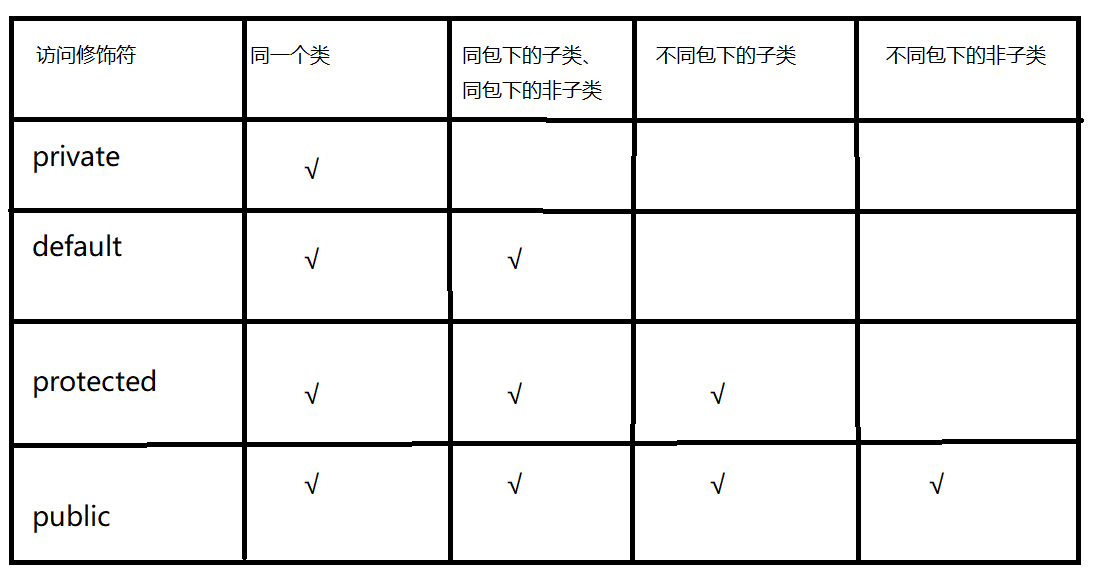 访问修饰符 同一个类 同包下的子类、 不同包下的子类 不同包下的非子类
同包下的非子类
private √
default √ √
protected √ √ √
public √ √ √ √